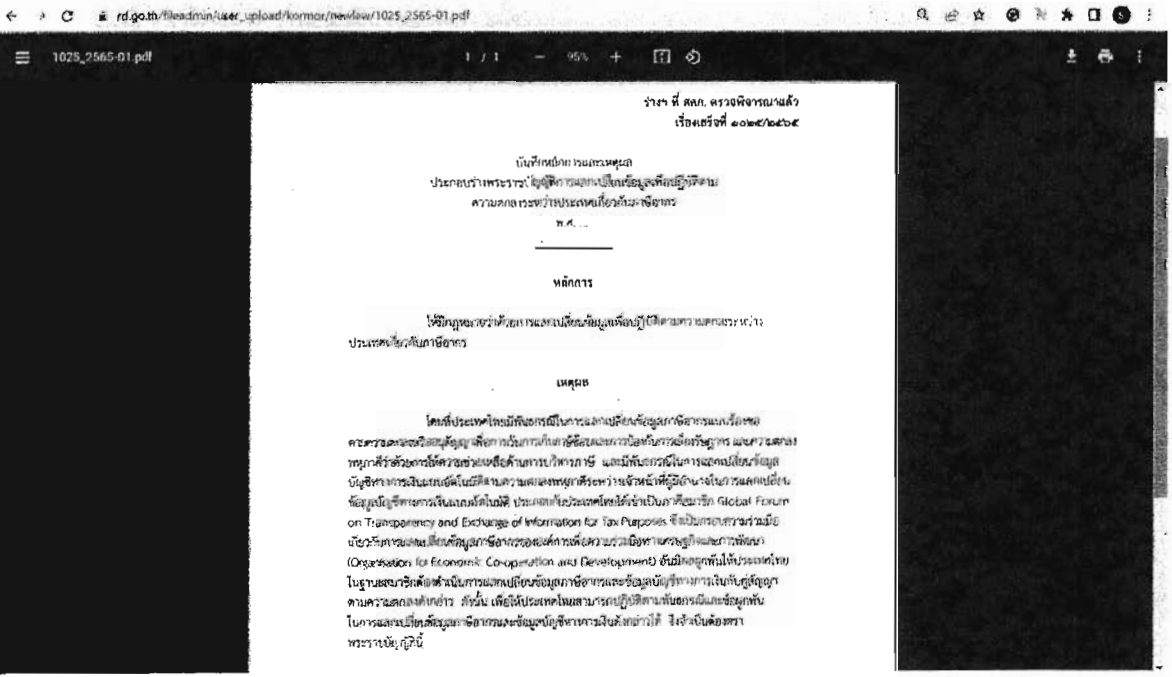 rd.go.th/fileadmin/user_upload/kormor/newlaw/1025_2565-01.pdf
1025_2565-01.pdf
1 / 1
95%
ร่างฯ ที่ สคก. ตรวจพิจารณาแล้ว
เรื่องเสร็จที่ ๑๐๒๕/๒๕๖๕
บันทึกหลักการและเหตุผล
ประกอบร่างพระราชบัญญัติการแลกเปลี่ยนข้อมูลเพื่อปฏิบัติตาม
ความตกลงระหว่างประเทศเกี่ยวกับภาษีอากร
พ.ศ. ...
หลักการ
ให้มีกฎหมายว่าด้วยการแลกเปลี่ยนข้อมูลเพื่อปฏิบัติตามความตกลงระหว่าง
ประเทศเกี่ยวกับภาษีอากร
เหตุผล
โดยที่ประเทศไทยมีพันธกรณีในการแลกเปลี่ยนข้อมูลภาษีอากรแบบร้องขอ
ตามความตกลงหรืออนุสัญญาเพื่อการเว้นการเก็บภาษีซ้อนและการป้องกันการเลี่ยงรัษฎากร และความตกลง
พหุภาคีว่าด้วยการให้ความช่วยเหลือด้านการบริหารภาษี และมีพันธกรณีในการแลกเปลี่ยนข้อมูล
บัญชีทางการเงินแบบอัตโนมัติตามความตกลงพหุภาคีระหว่างเจ้าหน้าที่ผู้มีอำนาจในการแลกเปลี่ยน
ข้อมูลบัญชีทางการเงินแบบอัตโนมัติ ประกอบกับประเทศไทยได้เข้าเป็นภาคีสมาชิก Global Forum
on Transparency and Exchange of Information for Tax Purposes ซึ่งเป็นกรอบความร่วมมือ
เกี่ยวกับการแลกเปลี่ยนข้อมูลภาษีอากรขององค์การเพื่อความร่วมมือทางเศรษฐกิจและการพัฒนา
(Organisation for Economic Co-operation and Development) อันมีผลผูกพันให้ประเทศไทย
ในฐานะสมาชิกต้องดำเนินการแลกเปลี่ยนข้อมูลภาษีอากรและข้อมูลบัญชีทางการเงินกับคู่สัญญา
ตามความตกลงดังกล่าว ดังนั้น เพื่อให้ประเทศไทยสามารถปฏิบัติตามพันธกรณีและข้อผูกพัน
ในการแลกเปลี่ยนข้อมูลภาษีอากรและข้อมูลบัญชีทางการเงินดังกล่าวได้ จึงจำเป็นต้องตรา
พระราชบัญญัตินี้